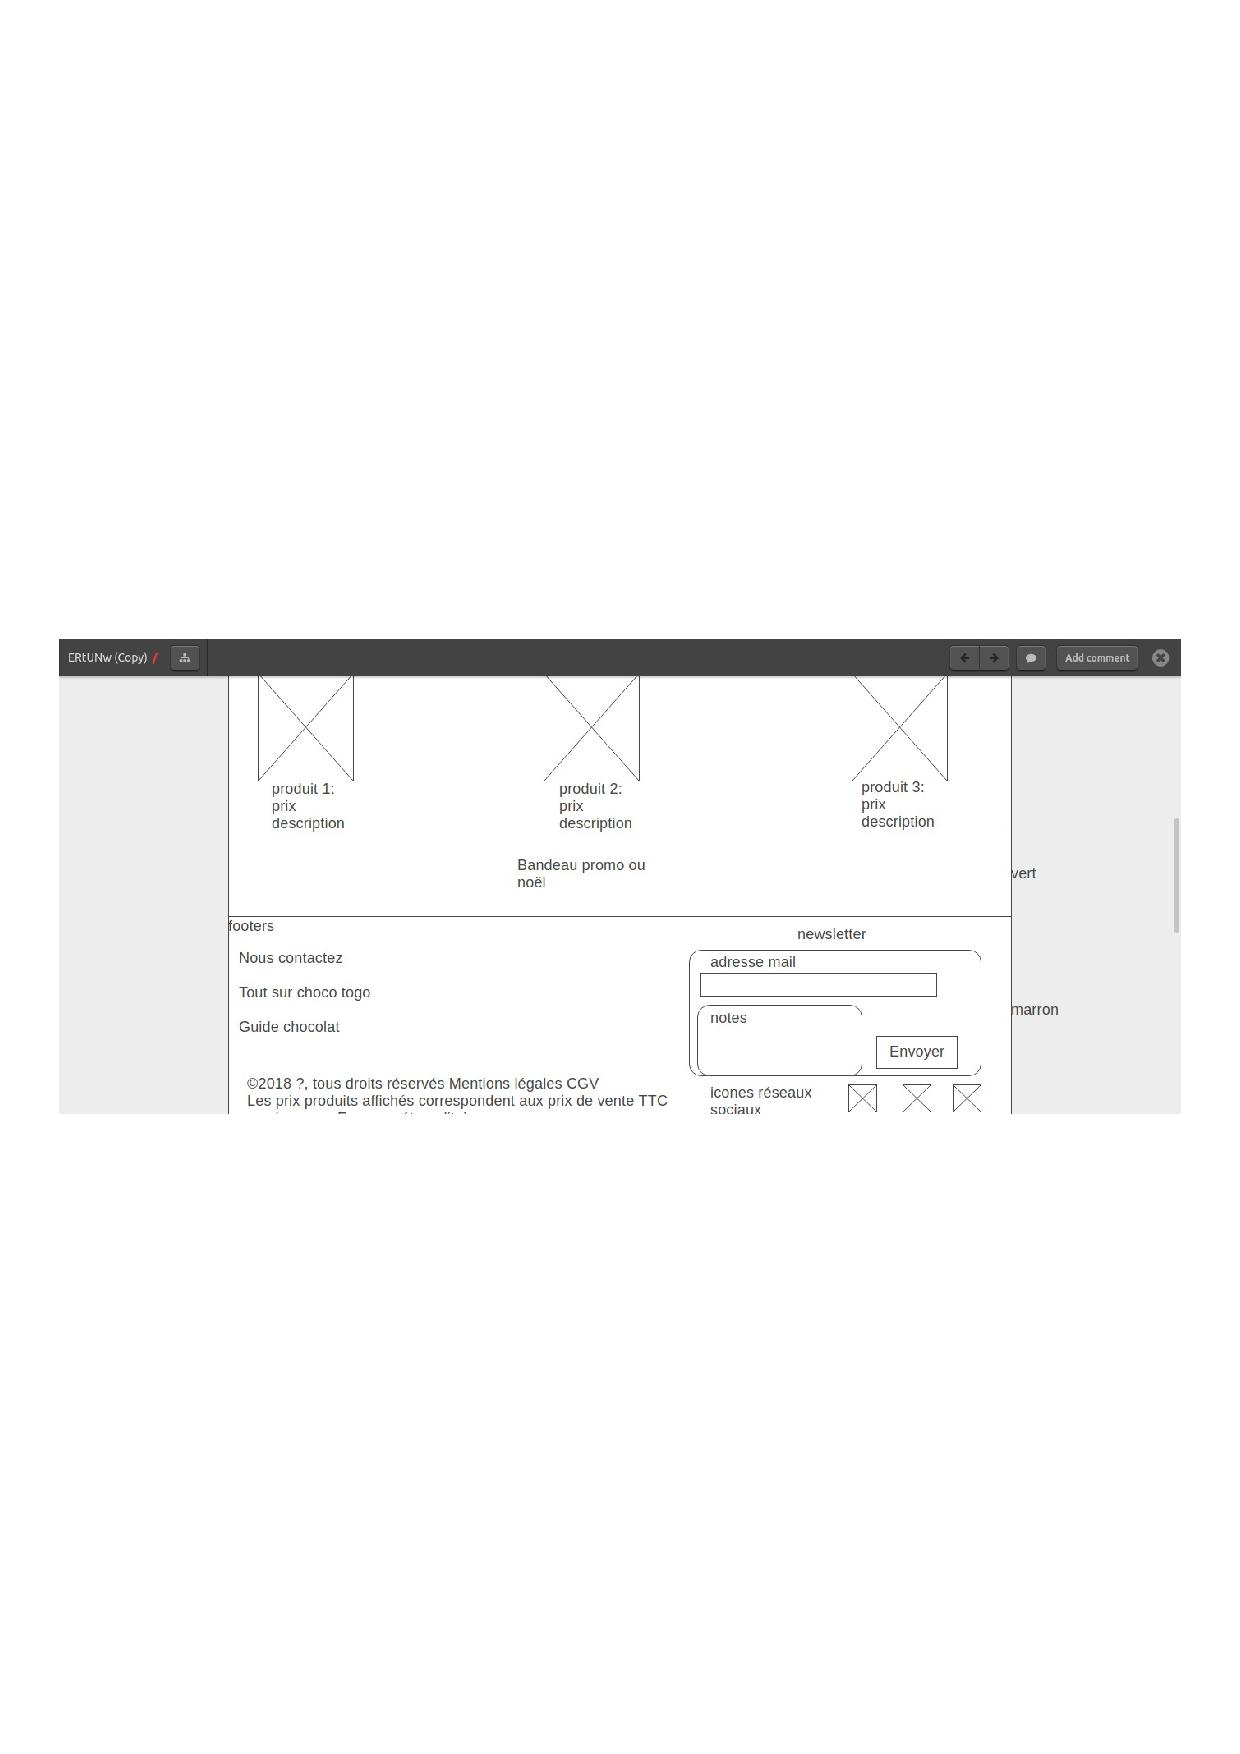 ERtUNw (Copy) /
Add comment
produit 1:
prix
description
produit 2:
prix
description
produit 3:
prix
description
Bandeau promo ou
noël
vert
footers
newsletter
Nous contactez
Tout sur choco togo
Guide chocolat
adresse mail
notes
Envoyer
marron
©2018 ?, tous droits réservés Mentions légales CGV
Les prix produits affichés correspondent aux prix de vente TTC
icones réseaux
sociaux